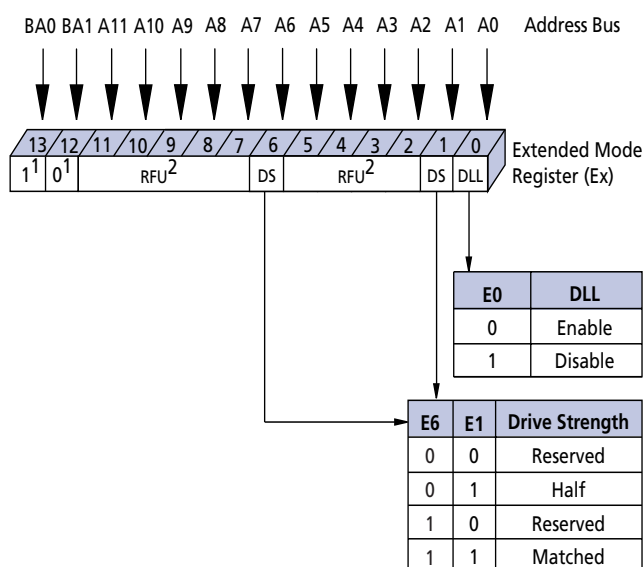 BA0 BA1 A11 A10 A9 A8 A7 A6 A5 A4 A3 A2 A1 A0 Address Bus
13 12 11 10 9 8 7 6 5 4 3 2 1 0
1¹ 0¹ RFU² DS RFU² DS DLL
Extended Mode
Register (Ex)
E0 DLL
0 Enable
1 Disable
E6 E1 Drive Strength
0 0 Reserved
0 1 Half
1 0 Reserved
1 1 Matched